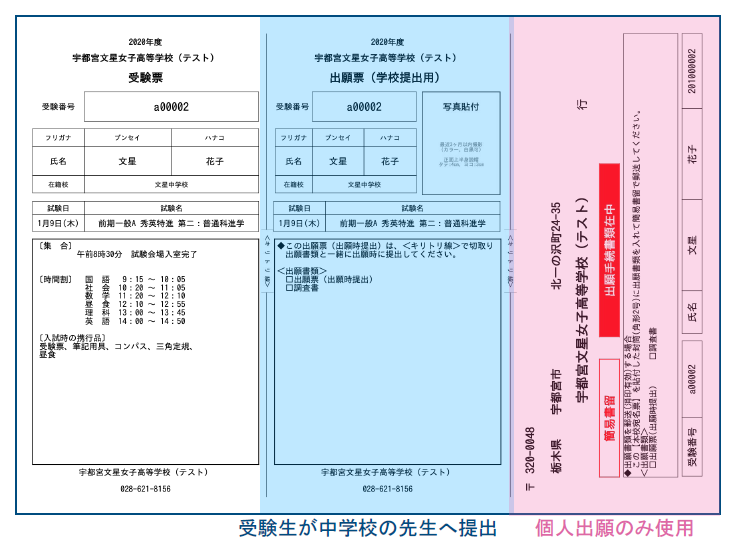 2020年度
宇都宮文星女子高等学校（テスト）
受験票
受験番号 a00002
フリガナ ブンセイ ハナコ
氏名 文星 花子
在籍校 文星中学校
試験日 試験名
1月9日(木) 前期一般A 秀英特進 第二：普通科進学
［集　合］
午前8時30分　試験会場入室完了
［時間割］ 国　語　9：15 ～ 10：05
社　会　10：20 ～ 11：05
数　学　11：20 ～ 12：10
昼　食　12：10 ～ 12：55
理　科　13：00 ～ 13：45
英　語　14：00 ～ 14：50
［入試時の携行品］
受験票、筆記用具、コンパス、三角定規、
昼食
宇都宮文星女子高等学校（テスト）
028-621-8156
2020年度
宇都宮文星女子高等学校（テスト）
出願票（学校提出用）
受験番号 a00002
写真貼付
フリガナ ブンセイ ハナコ
氏名 文星 花子
在籍校 文星中学校
試験日 試験名
1月9日(木) 前期一般A 秀英特進 第二：普通科進学
＜キリトリ線＞
◆この出願票（出願時提出）は、＜キリトリ線＞で切取り
出願書類と一緒に出願時に提出してください。
＜出願書類＞
□出願票（出願時提出）
□調査書
＜キリトリ線＞
宇都宮文星女子高等学校（テスト）
028-621-8156
〒 320-0048
栃木県　宇都宮市　北一の沢町24-35
宇都宮文星女子高等学校（テスト）　行
簡易書留
出願手続書類在中
◆出願書類を郵送(消印有効)する場合
この【本校宛名票】を貼付した封筒(角形2号)に出願書類を入れて簡易書留で郵送してください。
＜出願書類＞
□出願票(出願時提出)　□調査書
受験番号 a00002 氏名 文星 花子 201000002
受験生が中学校の先生へ提出
個人出願のみ使用